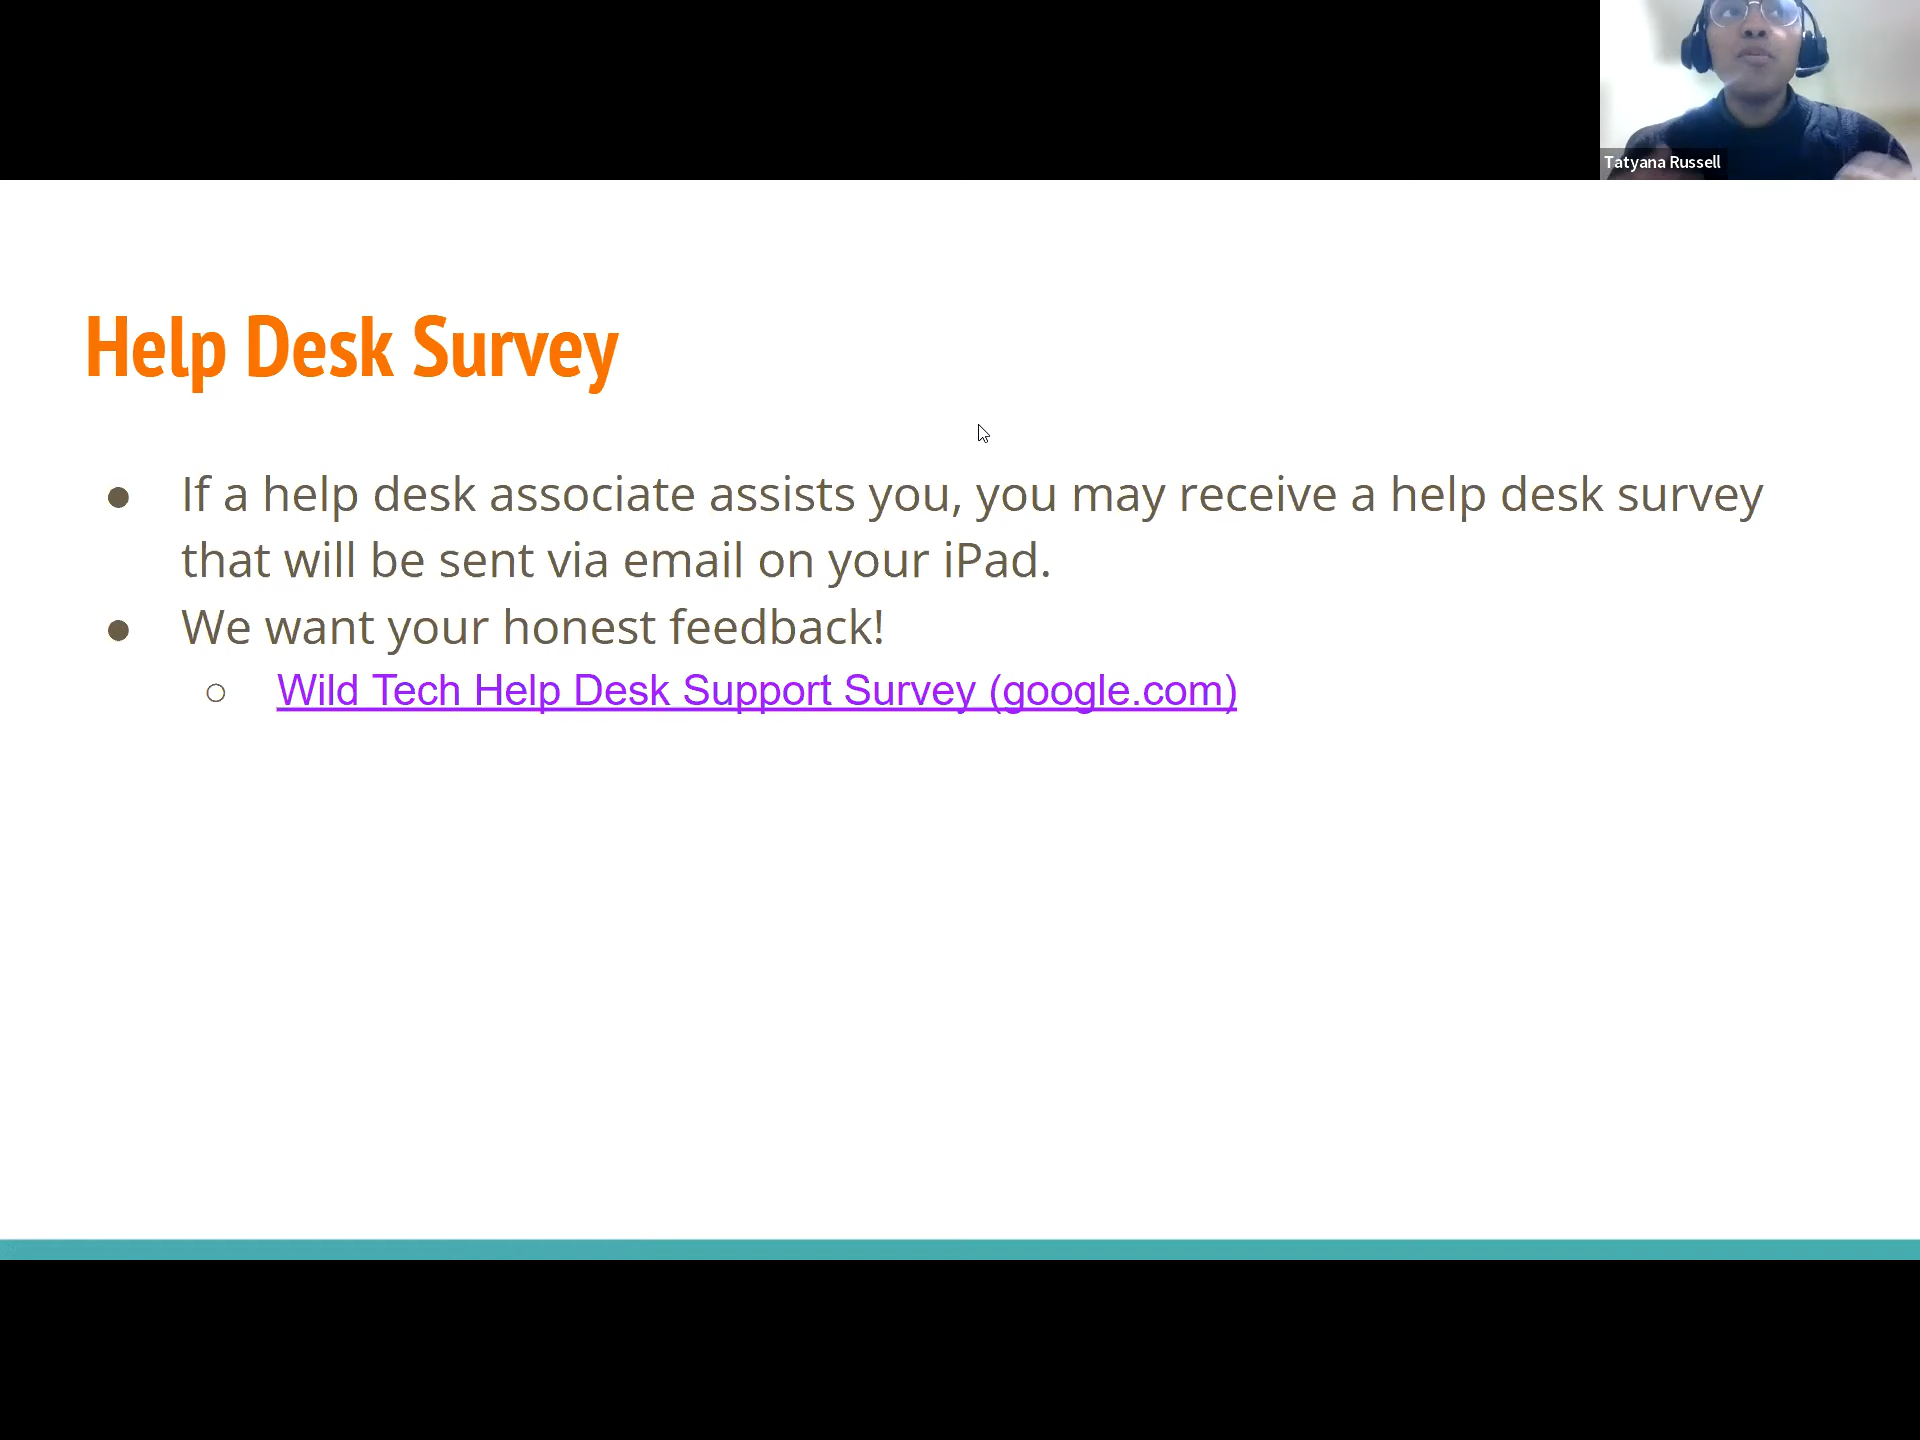 Tatyana Russell
Help Desk Survey
● If a help desk associate assists you, you may receive a help desk survey
that will be sent via email on your iPad.
● We want your honest feedback!
○ Wild Tech Help Desk Support Survey (google.com)